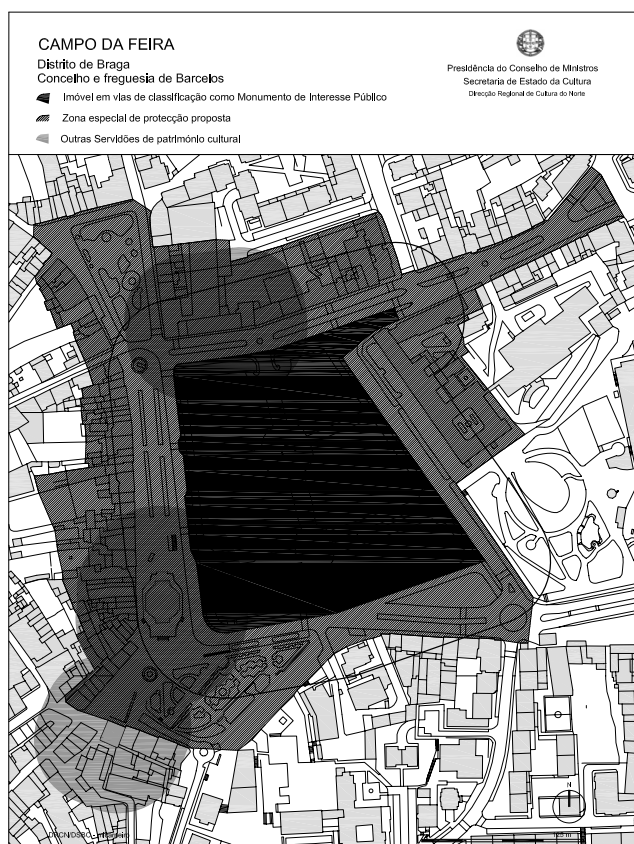 CAMPO DA FEIRA
Distrito de Braga
Concelho e freguesia de Barcelos
Imóvel em vias de classificação como Monumento de Interesse Público
Zona especial de protecção proposta
Outras Servidões de património cultural
Presidência do Conselho de Ministros
Secretaria de Estado da Cultura
Direcção Regional de Cultura do Norte
N
125 m